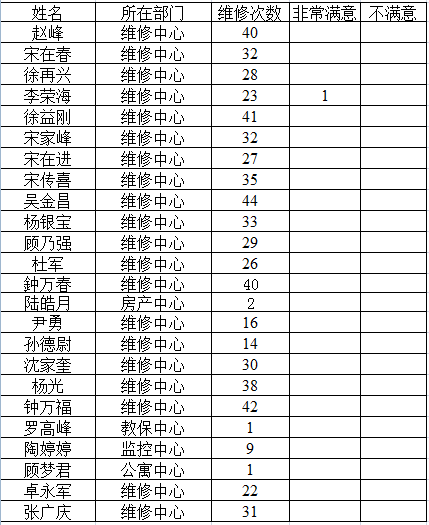 姓名 所在部门 维修次数 非常满意 不满意
赵峰 维修中心 40
宋在春 维修中心 32
徐再兴 维修中心 28
李荣海 维修中心 23 1
徐益刚 维修中心 41
宋家峰 维修中心 32
宋在进 维修中心 27
宋传喜 维修中心 35
吴金昌 维修中心 44
杨银宝 维修中心 33
顾乃强 维修中心 29
杜军 维修中心 26
鈡万春 维修中心 40
陆皓月 房产中心 2
尹勇 维修中心 16
孙德尉 维修中心 14
沈家奎 维修中心 30
杨光 维修中心 38
钟万福 维修中心 42
罗高峰 教保中心 1
陶婷婷 监控中心 9
顾梦君 公寓中心 1
卓永军 维修中心 22
张广庆 维修中心 31